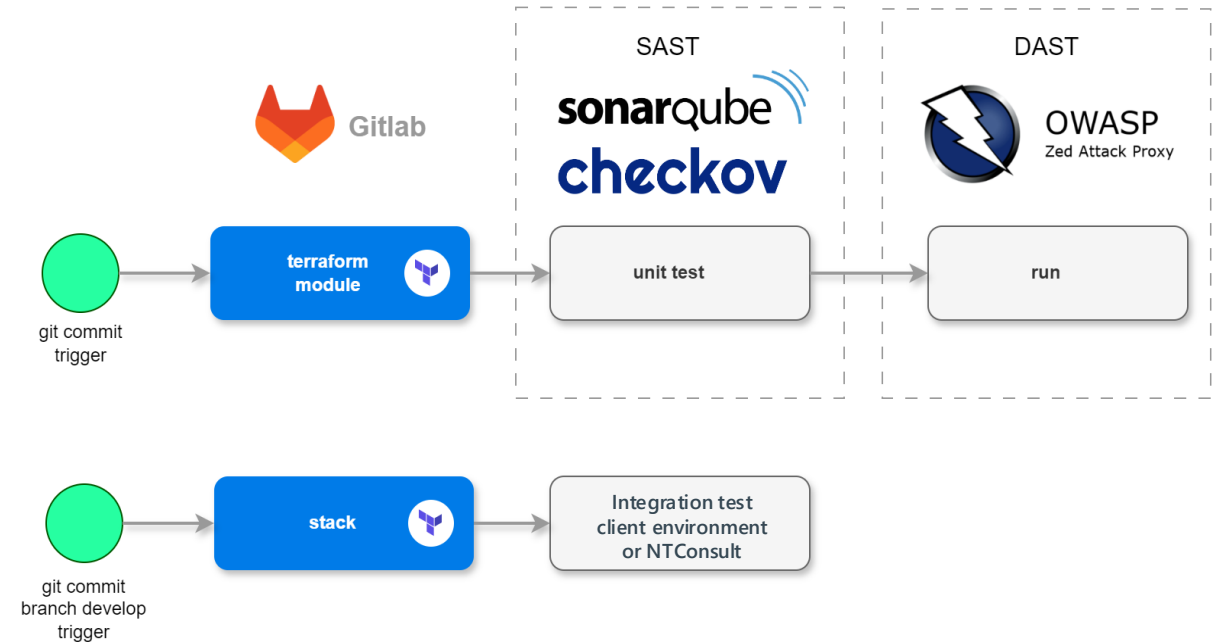 SAST
DAST
Gitlab
sonarqube
checkov
OWASP
Zed Attack Proxy
terraform
module
unit test
run
git commit
trigger
stack
Integration test
client environment
or NTConsult
git commit
branch develop
trigger